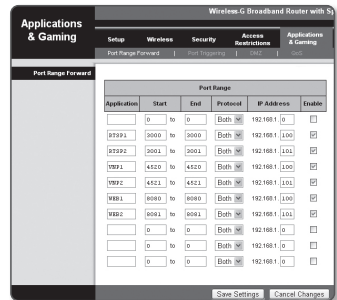 Wireless-G Broadband Router with Sp
Applications & Gaming
Setup Wireless Security Access Restrictions Applications & Gaming
Port Range Forward | Port Triggering | DMZ | QoS
Port Range Forward
Port Range
Application Start End Protocol IP Address Enable
0 to 0 Both 192.168.1. 0
RTSP1 3000 to 3000 Both 192.168.1. 100
RTSP2 3001 to 3001 Both 192.168.1. 101
VNP1 4520 to 4520 Both 192.168.1. 100
VNP2 4521 to 4521 Both 192.168.1. 101
WEB1 8080 to 8080 Both 192.168.1. 100
WEB2 8081 to 8081 Both 192.168.1. 101
0 to 0 Both 192.168.1. 0
0 to 0 Both 192.168.1. 0
0 to 0 Both 192.168.1. 0
Save Settings Cancel Changes